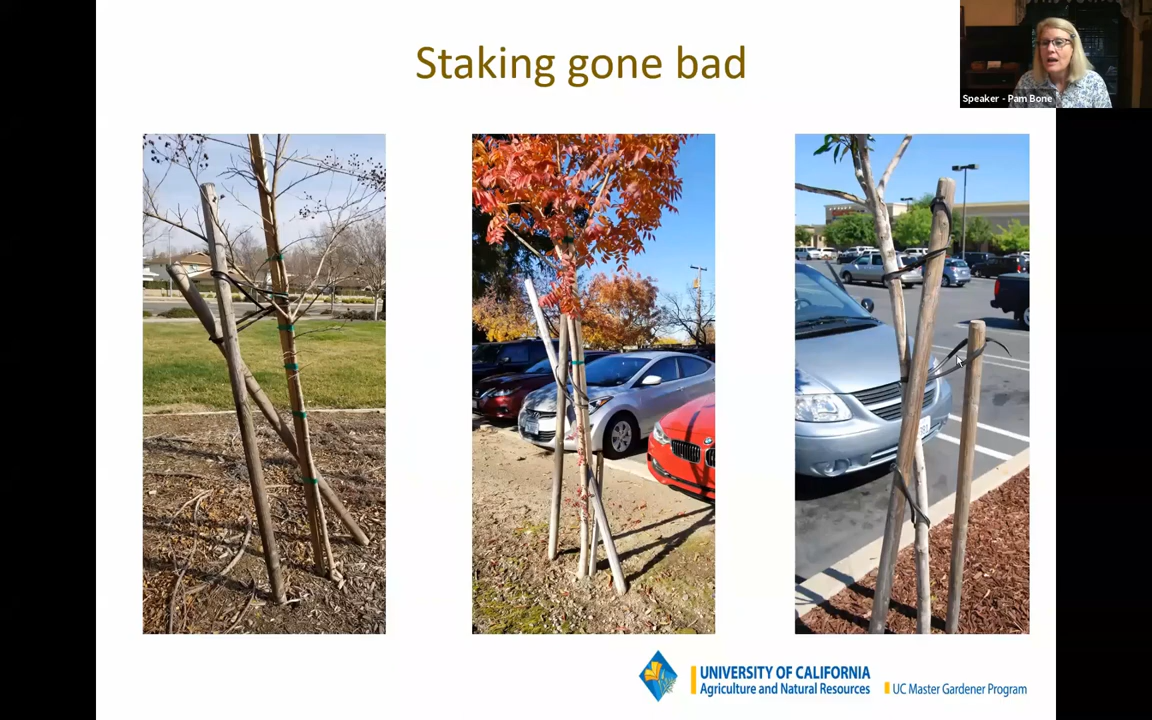 Staking gone bad
Speaker - Pam Bone
UNIVERSITY OF CALIFORNIA
Agriculture and Natural Resources
UC Master Gardener Program